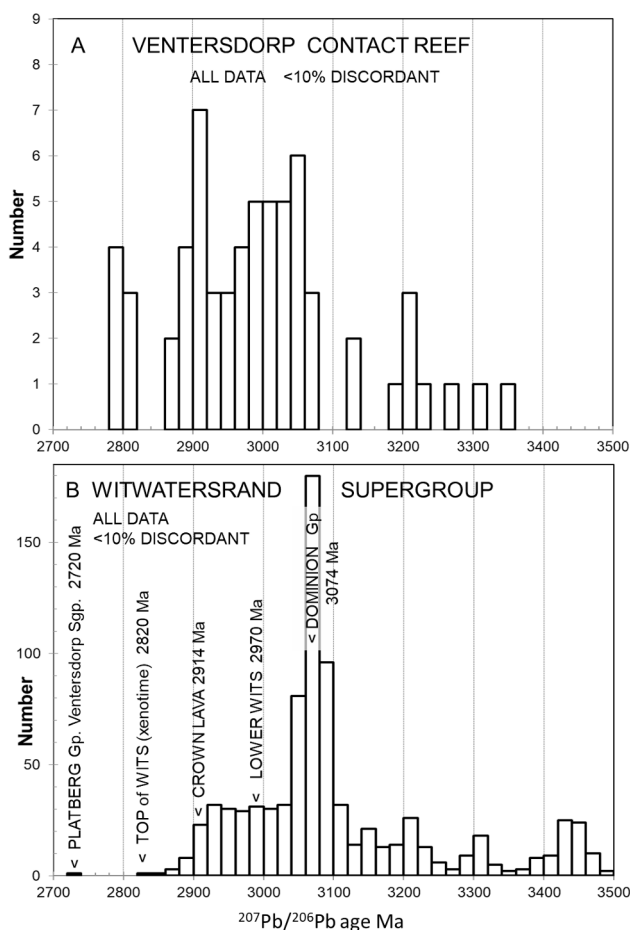 A VENTERSDORP CONTACT REEF
ALL DATA <10% DISCORDANT
Number
9
8
7
6
5
4
3
2
1
0
2700 2800 2900 3000 3100 3200 3300 3400 3500
B WITWATERSRAND SUPERGROUP
ALL DATA
<10% DISCORDANT
Number
150
100
50
0
< PLATBERG Gp. Ventersdorp Sgp. 2720 Ma
< TOP of WITS (xenotime) 2820 Ma
< CROWN LAVA 2914 Ma
< LOWER WITS 2970 Ma
< DOMINION Gp
3074 Ma
2700 2800 2900 3000 3100 3200 3300 3400 3500
²⁰⁷Pb/²⁰⁶Pb age Ma